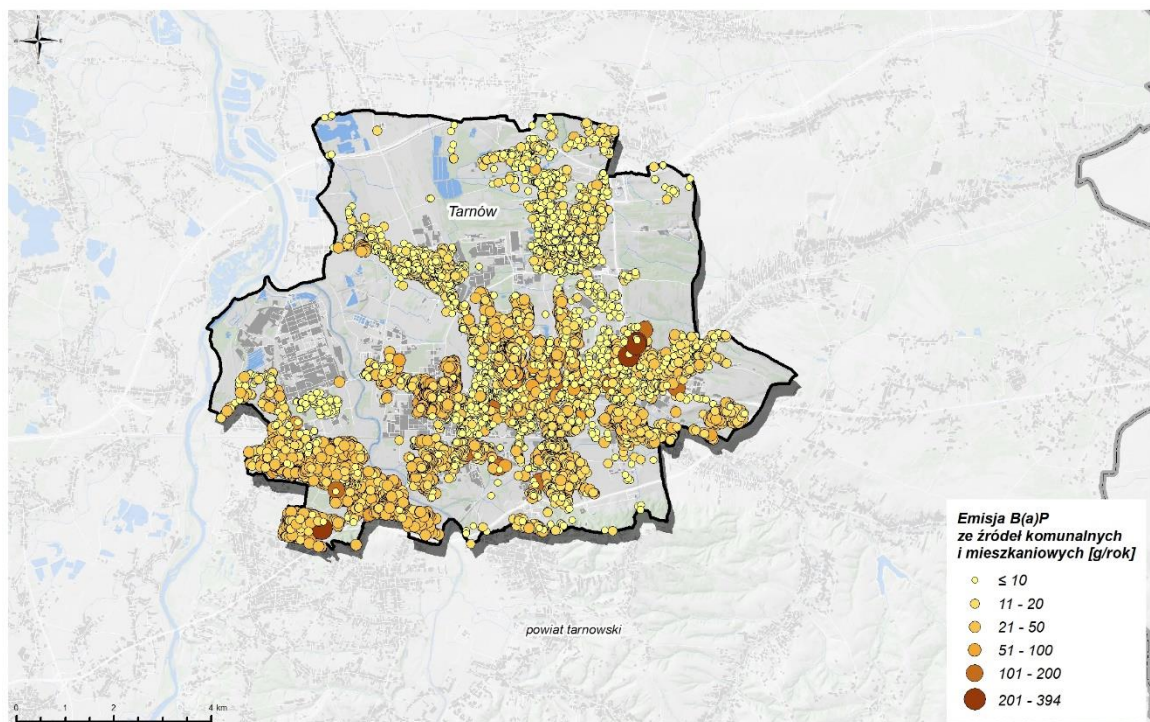 N
W E
S
Tarnów
powiat tarnowski
Emisja B(a)P
ze źródeł komunalnych
i mieszkaniowych [g/rok]
≤ 10
11 - 20
21 - 50
51 - 100
101 - 200
201 - 394
0 1 2 4 km